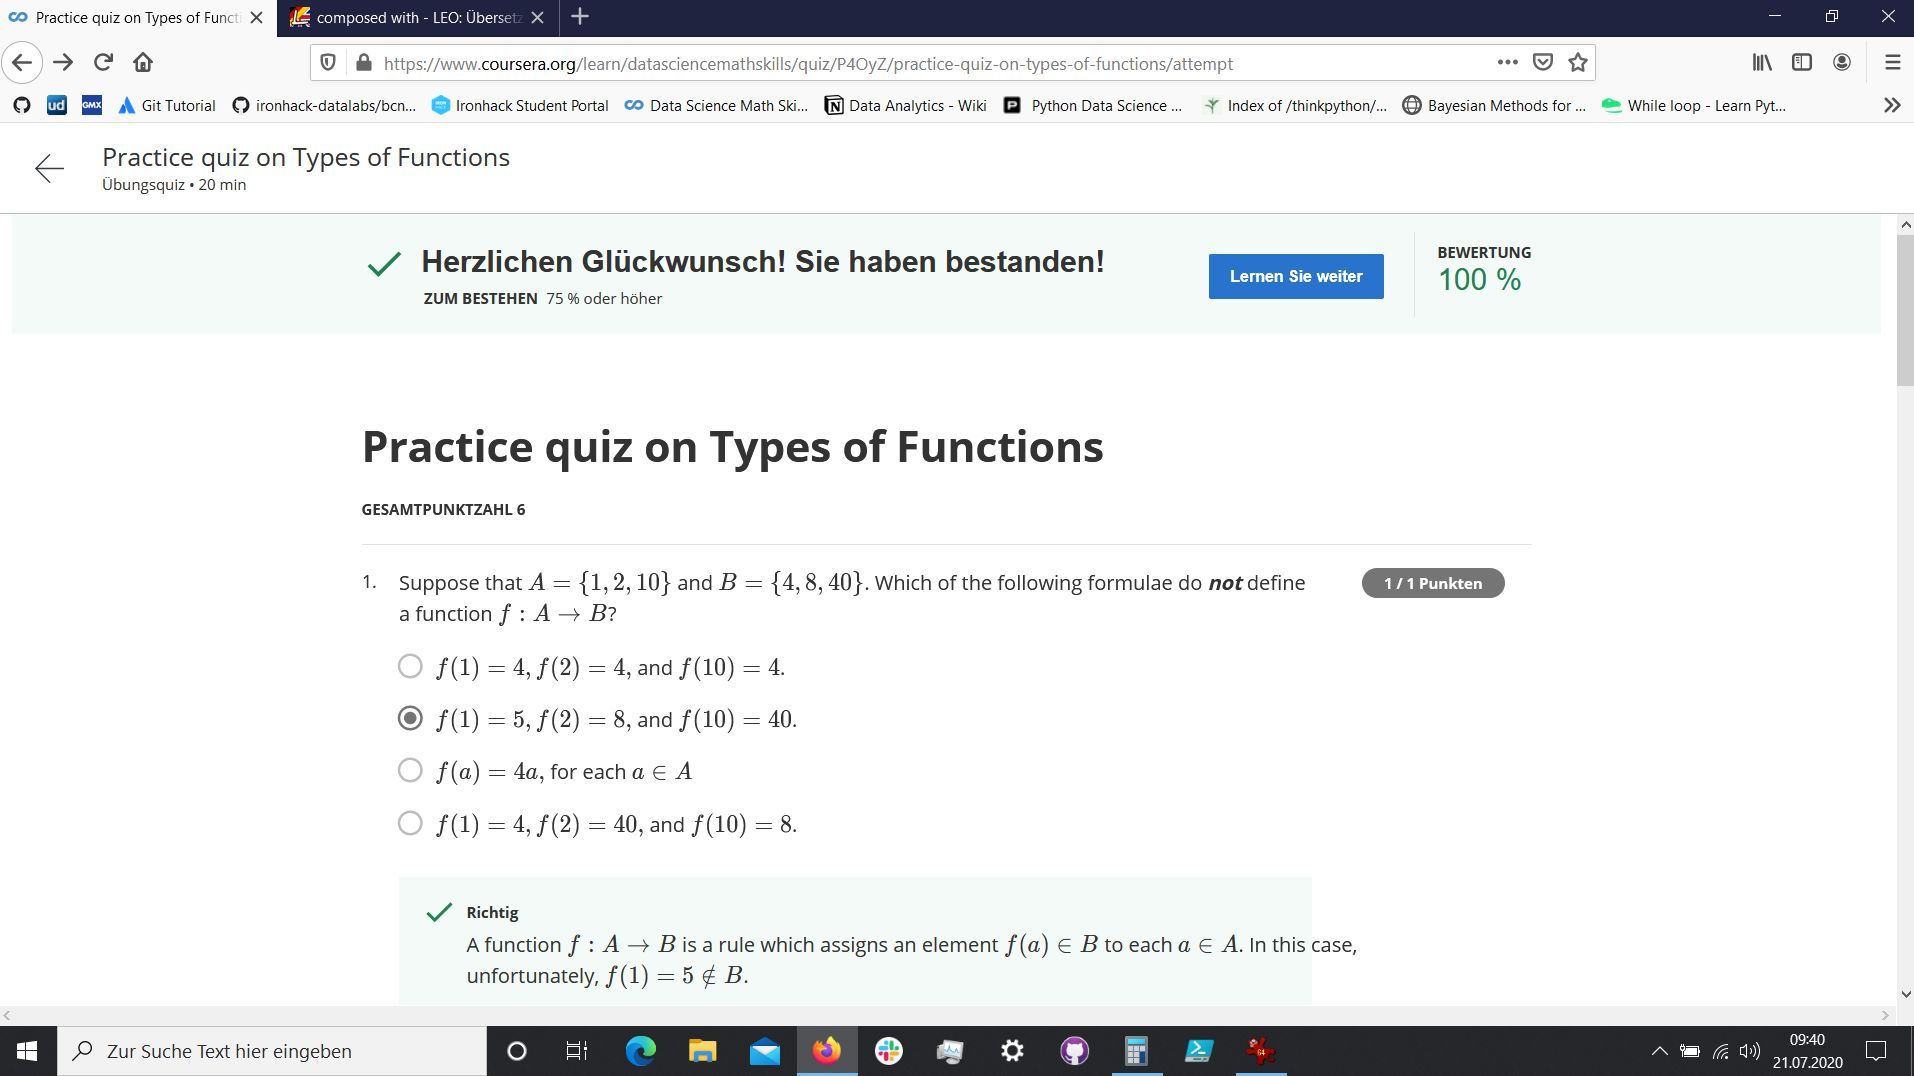 Practice quiz on Types of Functi
composed with - LEO: Übersetz
https://www.coursera.org/learn/datasciencemathskills/quiz/P4OyZ/practice-quiz-on-types-of-functions/attempt
ud
GMX
Git Tutorial
ironhack-datalabs/bcn...
Ironhack Student Portal
Data Science Math Ski...
Data Analytics - Wiki
Python Data Science ...
Index of /thinkpython/...
Bayesian Methods for ...
While loop - Learn Pyt...
Practice quiz on Types of Functions
Übungsquiz • 20 min
Herzlichen Glückwunsch! Sie haben bestanden!
ZUM BESTEHEN 75 % oder höher
Lernen Sie weiter
BEWERTUNG
100 %
Practice quiz on Types of Functions
GESAMTPUNKTZAHL 6
1. Suppose that A = {1, 2, 10} and B = {4, 8, 40}. Which of the following formulae do not define
a function f : A → B?
1 / 1 Punkten
f(1) = 4, f(2) = 4, and f(10) = 4.
f(1) = 5, f(2) = 8, and f(10) = 40.
f(a) = 4a, for each a ∈ A
f(1) = 4, f(2) = 40, and f(10) = 8.
Richtig
A function f : A → B is a rule which assigns an element f(a) ∈ B to each a ∈ A. In this case,
unfortunately, f(1) = 5 ∉ B.
Zur Suche Text hier eingeben
64
09:40
21.07.2020